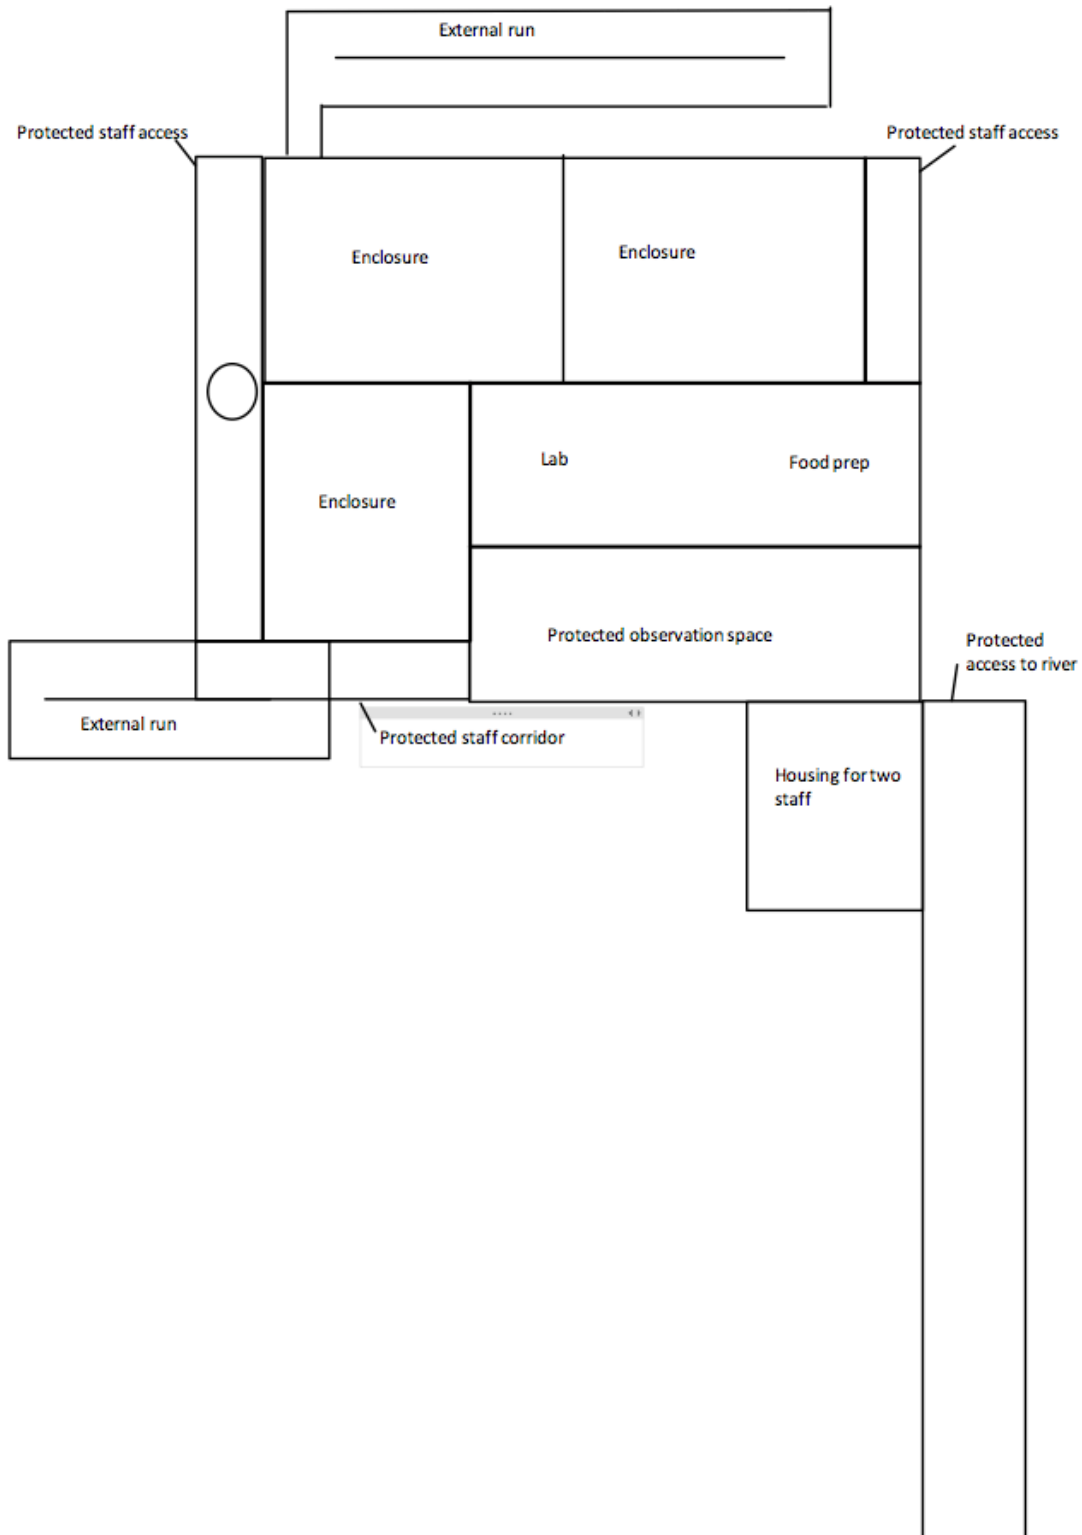 External run
Protected staff access
Protected staff access
Enclosure
Enclosure
Lab
Food prep
Enclosure
Protected observation space
Protected
access to river
External run
Protected staff corridor
Housing for two
staff